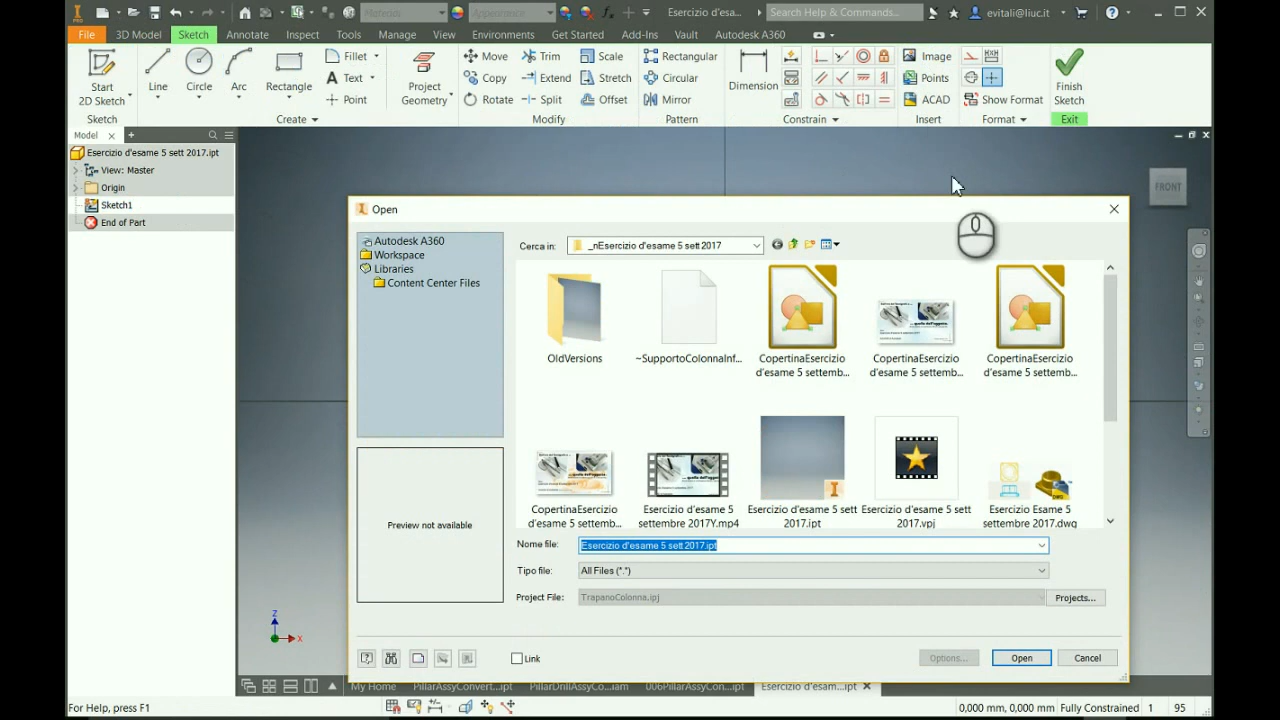 PRO
Materials
Appearance
Esercizio d'esa...
Search Help & Commands...
evitali@liuc.it
File
3D Model
Sketch
Annotate
Inspect
Tools
Manage
View
Environments
Get Started
Add-Ins
Vault
Autodesk A360
Start
2D Sketch
Line
Circle
Arc
Rectangle
Fillet
Text
Point
Project
Geometry
Move
Copy
Rotate
Trim
Extend
Split
Scale
Stretch
Offset
Rectangular
Circular
Mirror
Dimension
Image
Points
ACAD
Show Format
Finish
Sketch
Sketch
Create
Modify
Pattern
Constrain
Insert
Format
Exit
Model
Esercizio d'esame 5 sett 2017.ipt
View: Master
Origin
Sketch1
End of Part
FRONT
Open
Autodesk A360
Workspace
Libraries
Content Center Files
Cerca in:
_nEsercizio d'esame 5 sett 2017
OldVersions
~SupportoColonnaInf...
CopertinaEsercizio
d'esame 5 settemb...
CopertinaEsercizio
d'esame 5 settemb...
CopertinaEsercizio
d'esame 5 settemb...
CopertinaEsercizio
d'esame 5 settemb...
Esercizio d'esame 5
settembre 2017Y.mp4
Esercizio d'esame 5 sett
2017.ipt
Esercizio d'esame 5 sett
2017.vpj
Esercizio Esame 5
settembre 2017.dwg
Preview not available
Nome file:
Esercizio d'esame 5 sett 2017.ipt
Tipo file:
All Files (*.*)
Project File:
TrapanoColonna.ipj
Projects...
Link
Options...
Open
Cancel
Z
X
My Home
PillarAssyConvert...ipt
PillarDrillAssyCo...iam
006PillarAssyCon...ipt
Esercizio d'esam...ipt
For Help, press F1
0,000 mm, 0,000 mm
Fully Constrained
1
95